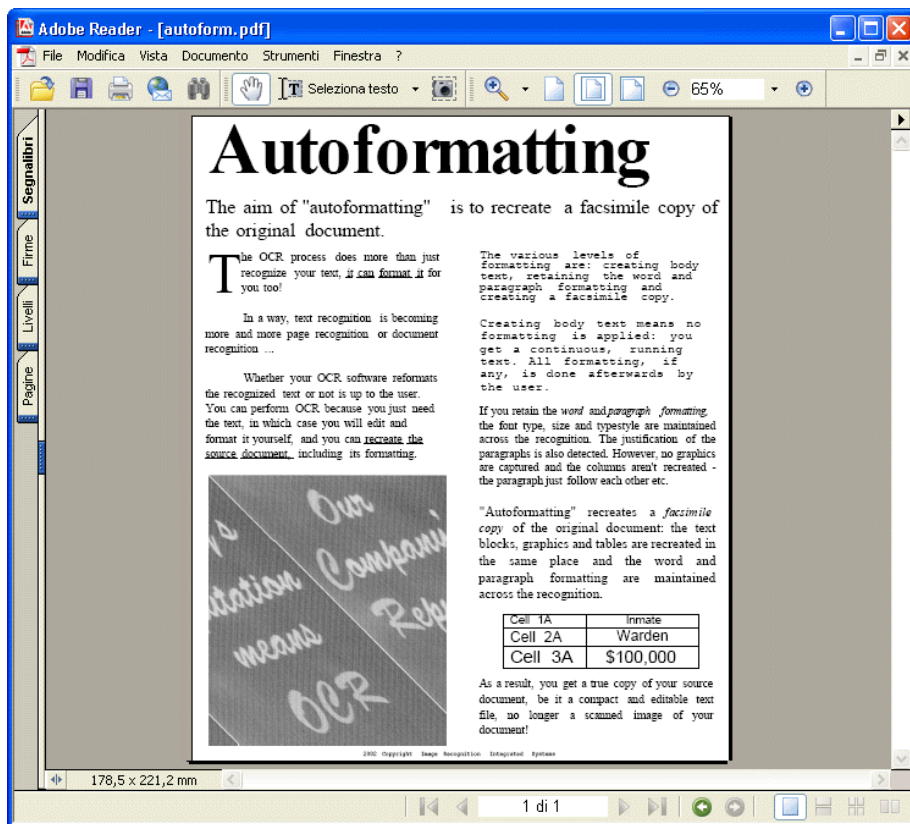 Adobe Reader - [autoform.pdf]
File Modifica Vista Documento Strumenti Finestra ?
Seleziona testo 65%
Segnalibri
Firme
Livelli
Pagine
Autoformatting
The aim of "autoformatting" is to recreate a facsimile copy of
the original document.
The OCR process does more than just
recognize your text, it can format it for
you too!
In a way, text recognition is becoming
more and more page recognition or document
recognition ...
Whether your OCR software reformats
the recognized text or not is up to the user.
You can perform OCR because you just need
the text, in which case you will edit and
format it yourself, and you can recreate the
source document, including its formatting.
Our
Company
Rep
utation
means
OCR
The various levels of
formatting are: creating body
text, retaining the word and
paragraph formatting and
creating a facsimile copy.
Creating body text means no
formatting is applied: you
get a continuous, running
text. All formatting, if
any, is done afterwards by
the user.
If you retain the word and paragraph formatting,
the font type, size and typestyle are maintained
across the recognition. The justification of the
paragraphs is also detected. However, no graphics
are captured and the columns aren't recreated -
the paragraph just follow each other etc.
"Autoformatting" recreates a facsimile
copy of the original document: the text
blocks, graphics and tables are recreated in
the same place and the word and
paragraph formatting are maintained
across the recognition.
Cell 1A Inmate
Cell 2A Warden
Cell 3A $100,000
As a result, you get a true copy of your source
document, be it a compact and editable text
file, no longer a scanned image of your
document!
2002 Copyright Image Recognition Integrated Systems
178,5 x 221,2 mm
1 di 1